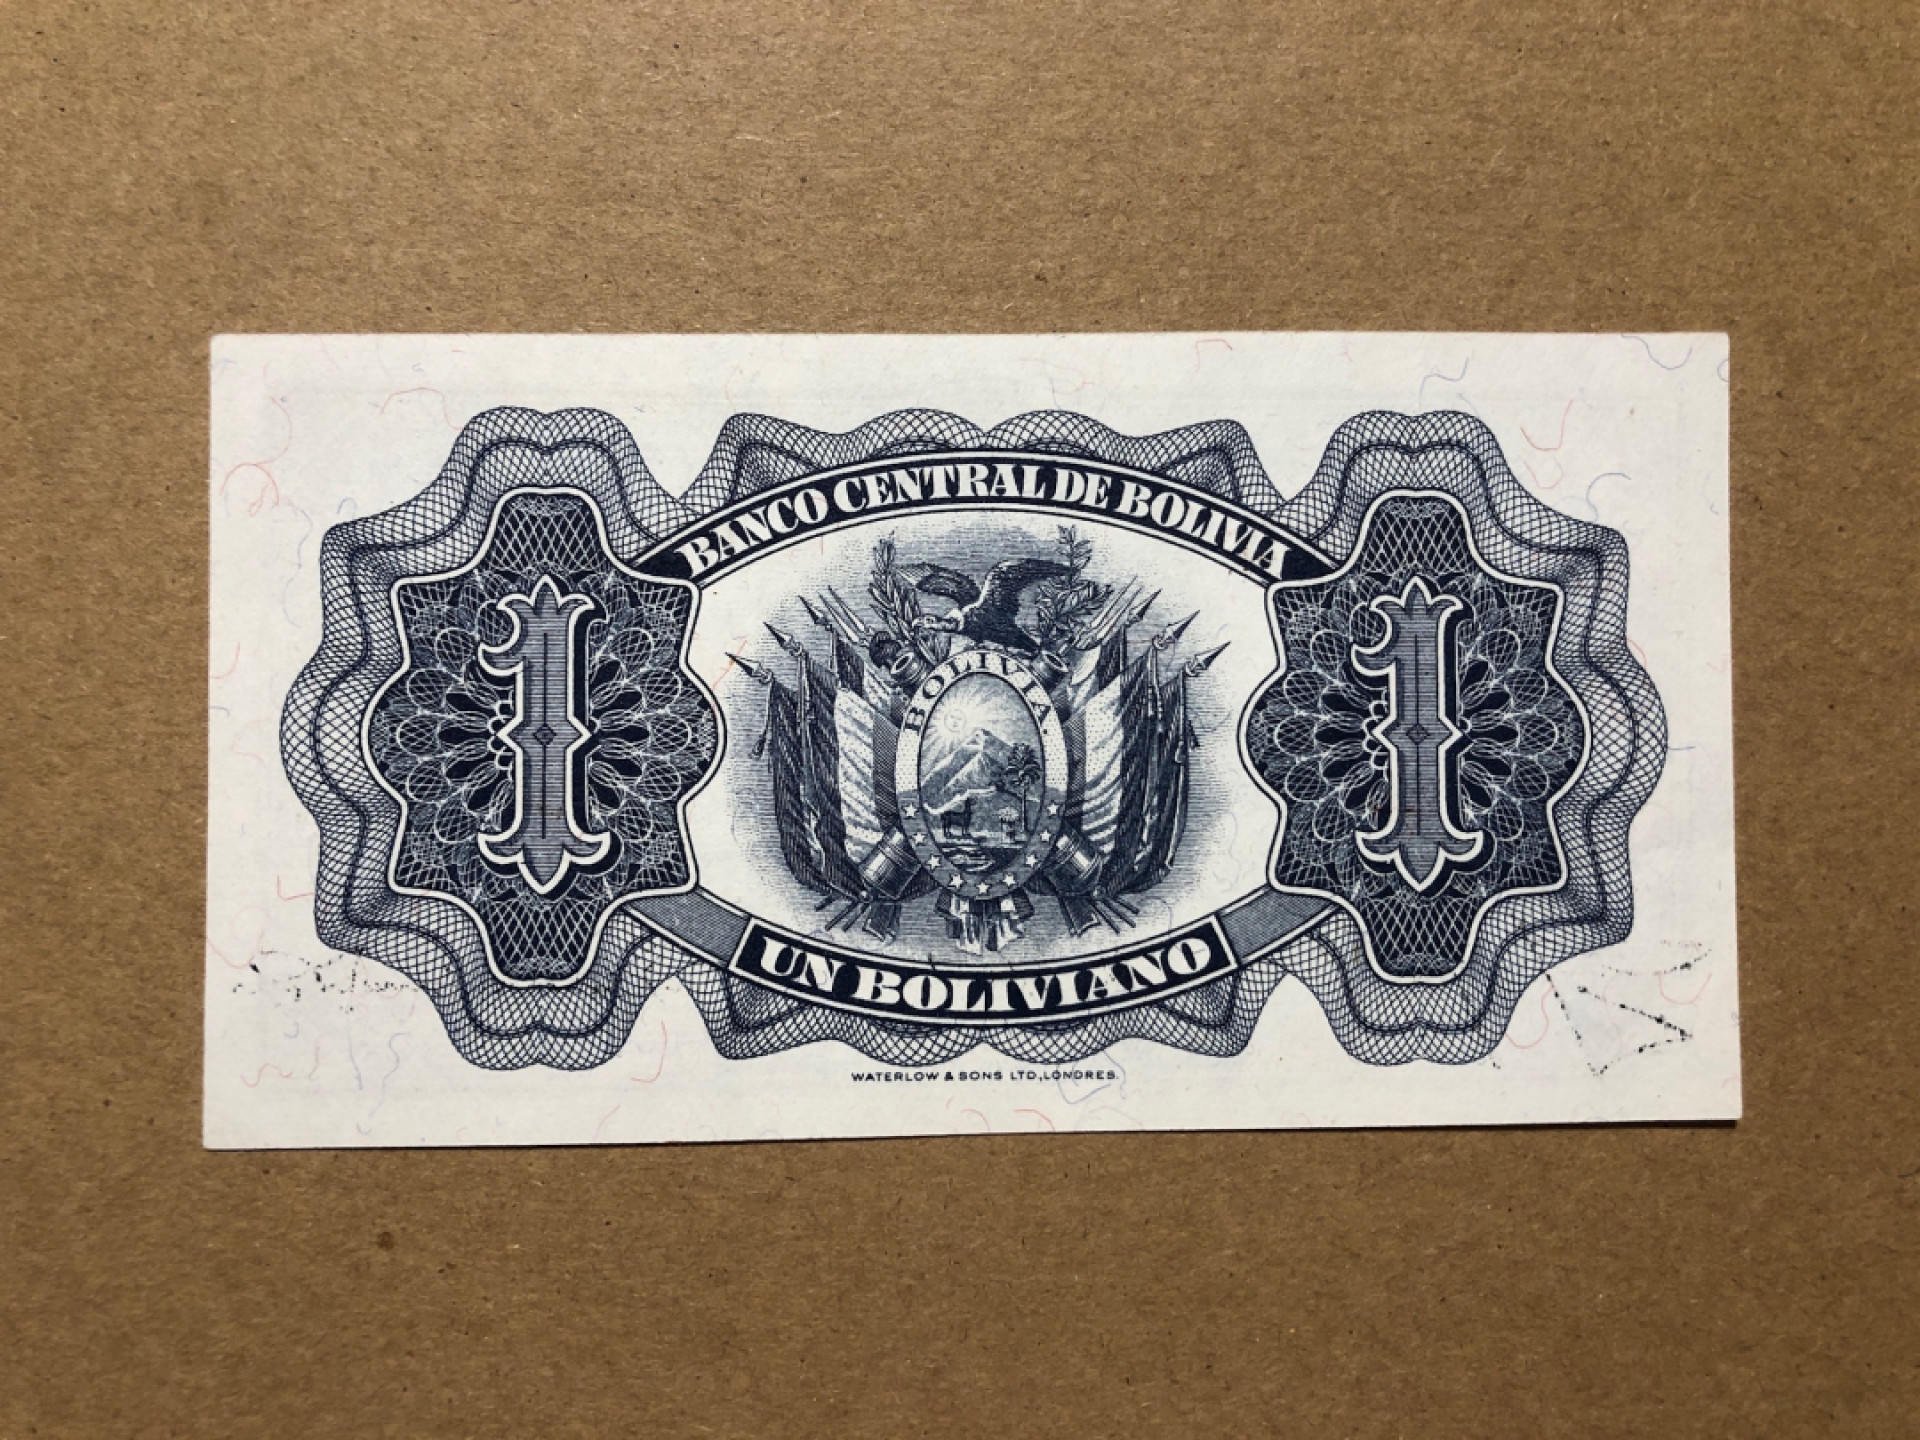 BANCO CENTRAL DE BOLIVIA
1 1
BOLIVIA.
UN BOLIVIANO
WATERLOW & SONS LTD., LONDRES.